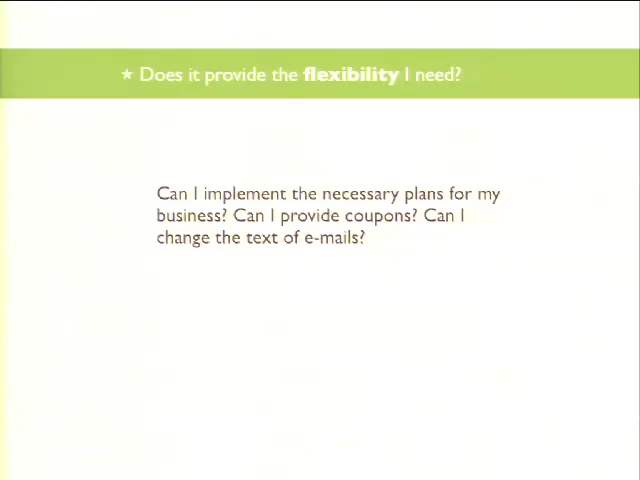 ★ Does it provide the flexibility I need?
Can I implement the necessary plans for my
business? Can I provide coupons? Can I
change the text of e-mails?